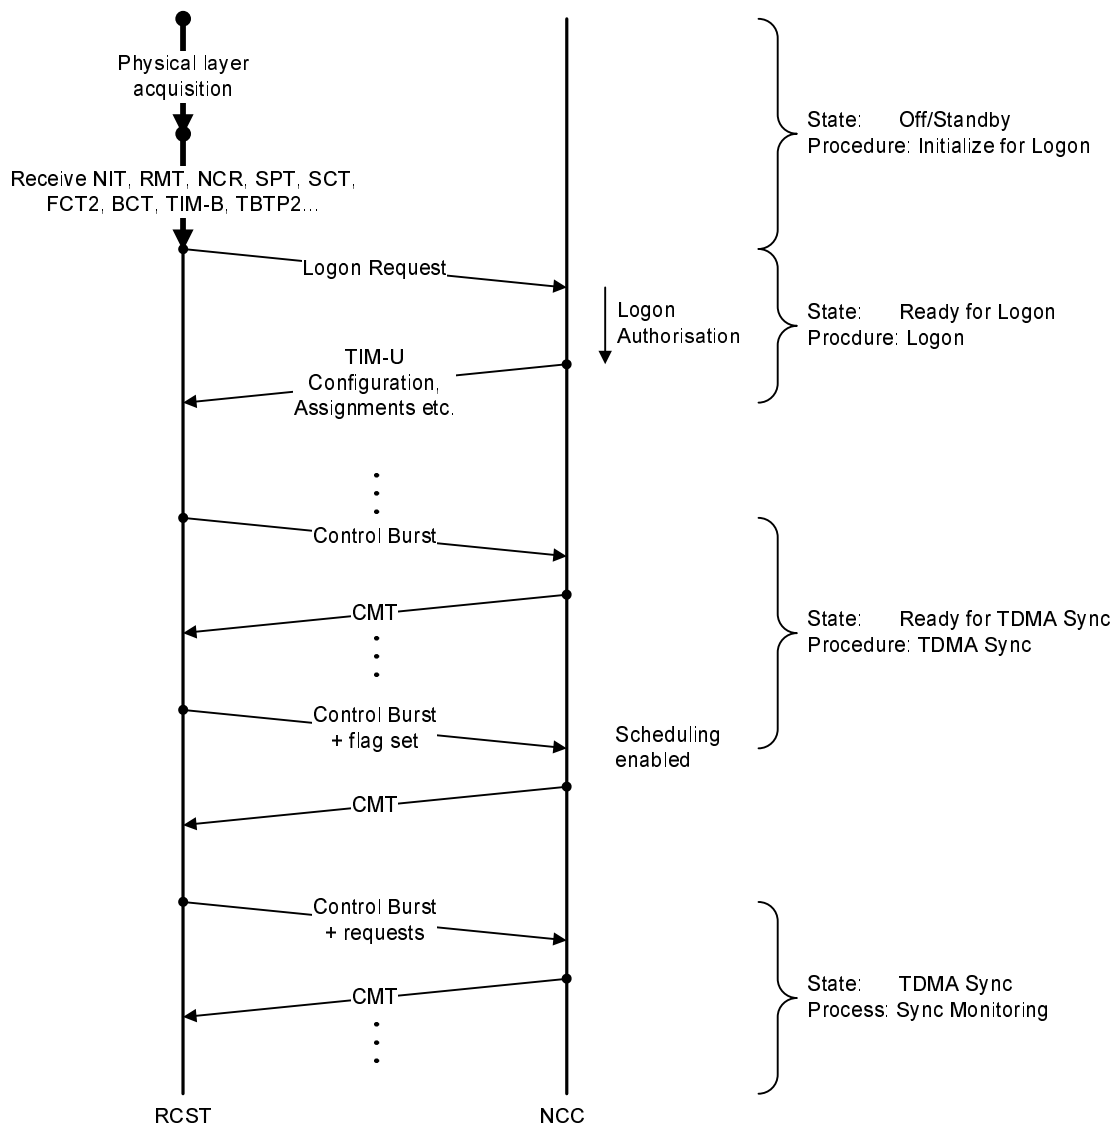 Physical layer
acquisition
State: Off/Standby
Procedure: Initialize for Logon
Receive NIT, RMT, NCR, SPT, SCT,
FCT2, BCT, TIM-B, TBTP2...
Logon Request
Logon
Authorisation
State: Ready for Logon
Procdure: Logon
TIM-U
Configuration,
Assignments etc.
Control Burst
CMT
State: Ready for TDMA Sync
Procedure: TDMA Sync
Control Burst
+ flag set
Scheduling
enabled
CMT
Control Burst
+ requests
CMT
State: TDMA Sync
Process: Sync Monitoring
RCST
NCC